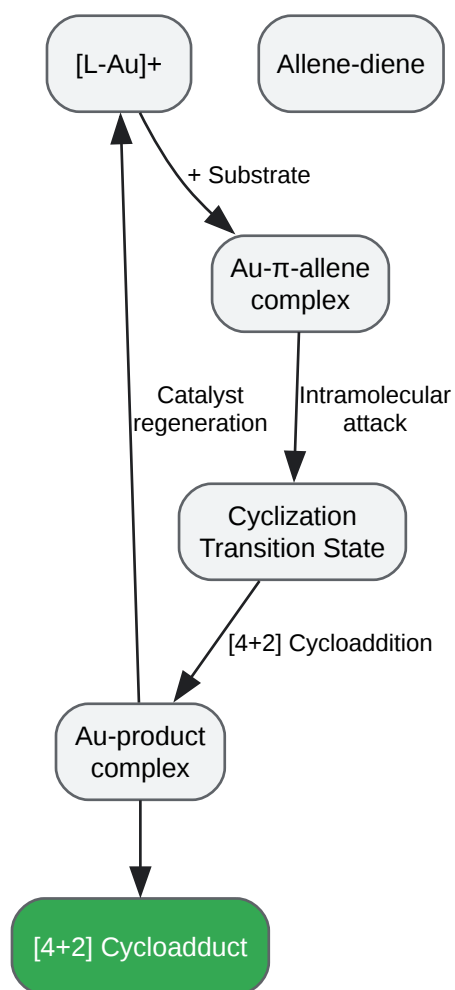 [L-Au]+
Allene-diene
+ Substrate
Au-π-allene
complex
Catalyst
regeneration
Intramolecular
attack
Cyclization
Transition State
[4+2] Cycloaddition
Au-product
complex
[4+2] Cycloadduct